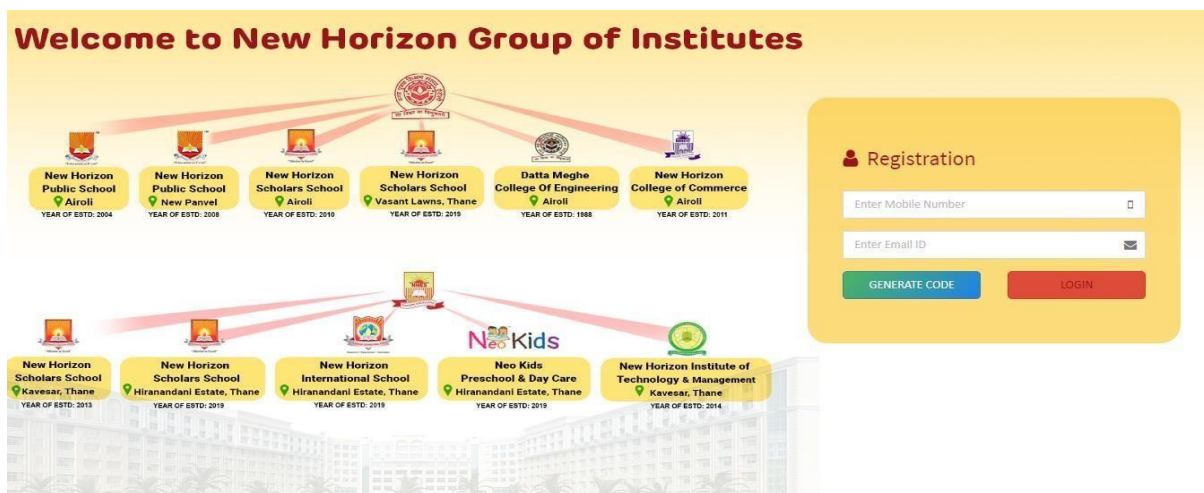 Welcome to New Horizon Group of Institutes
New Horizon
Public School
Airoli
YEAR OF ESTD: 2004
New Horizon
Public School
New Panvel
YEAR OF ESTD: 2008
New Horizon
Scholars School
Airoli
YEAR OF ESTD: 2010
New Horizon
Scholars School
Vasant Lawns, Thane
YEAR OF ESTD: 2019
Datta Meghe
College Of Engineering
Airoli
YEAR OF ESTD: 1988
New Horizon
College of Commerce
Airoli
YEAR OF ESTD: 2011
New Horizon
Scholars School
Kavesar, Thane
YEAR OF ESTD: 2013
New Horizon
Scholars School
Hiranandani Estate, Thane
YEAR OF ESTD: 2019
New Horizon
International School
Hiranandani Estate, Thane
YEAR OF ESTD: 2019
Neo Kids
Neo Kids
Preschool & Day Care
Hiranandani Estate, Thane
YEAR OF ESTD: 2019
New Horizon Institute of
Technology & Management
Kavesar, Thane
YEAR OF ESTD: 2014
Registration
Enter Mobile Number
Enter Email ID
GENERATE CODE
LOGIN